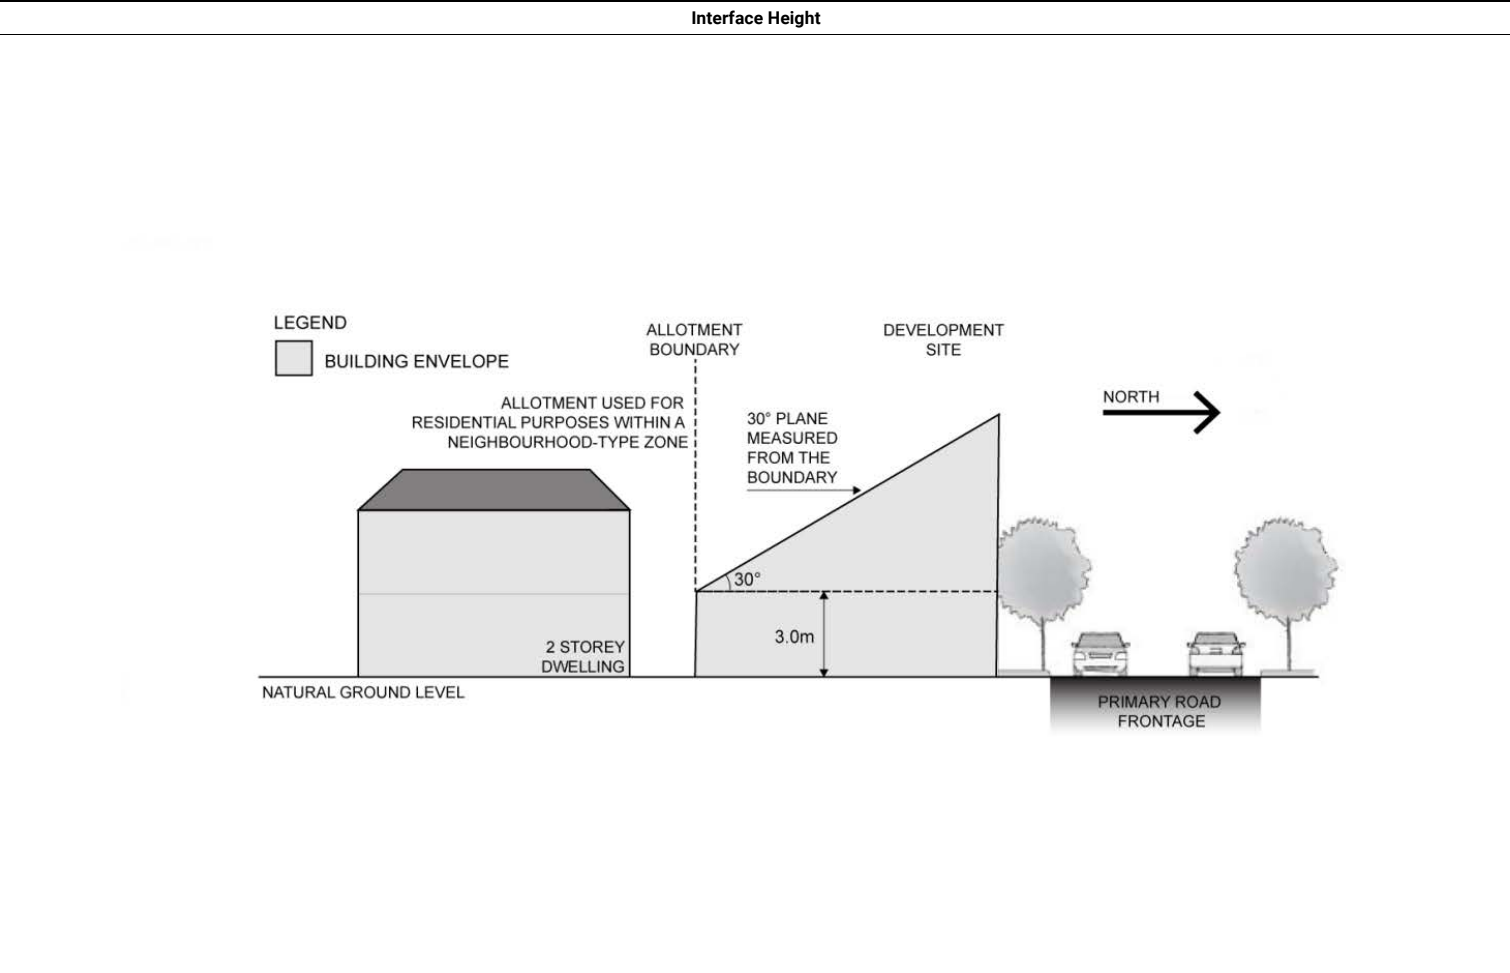 Interface Height
LEGEND
BUILDING ENVELOPE
ALLOTMENT
BOUNDARY
DEVELOPMENT
SITE
NORTH
ALLOTMENT USED FOR
RESIDENTIAL PURPOSES WITHIN A
NEIGHBOURHOOD-TYPE ZONE
30° PLANE
MEASURED
FROM THE
BOUNDARY
30°
3.0m
2 STOREY
DWELLING
NATURAL GROUND LEVEL
PRIMARY ROAD
FRONTAGE